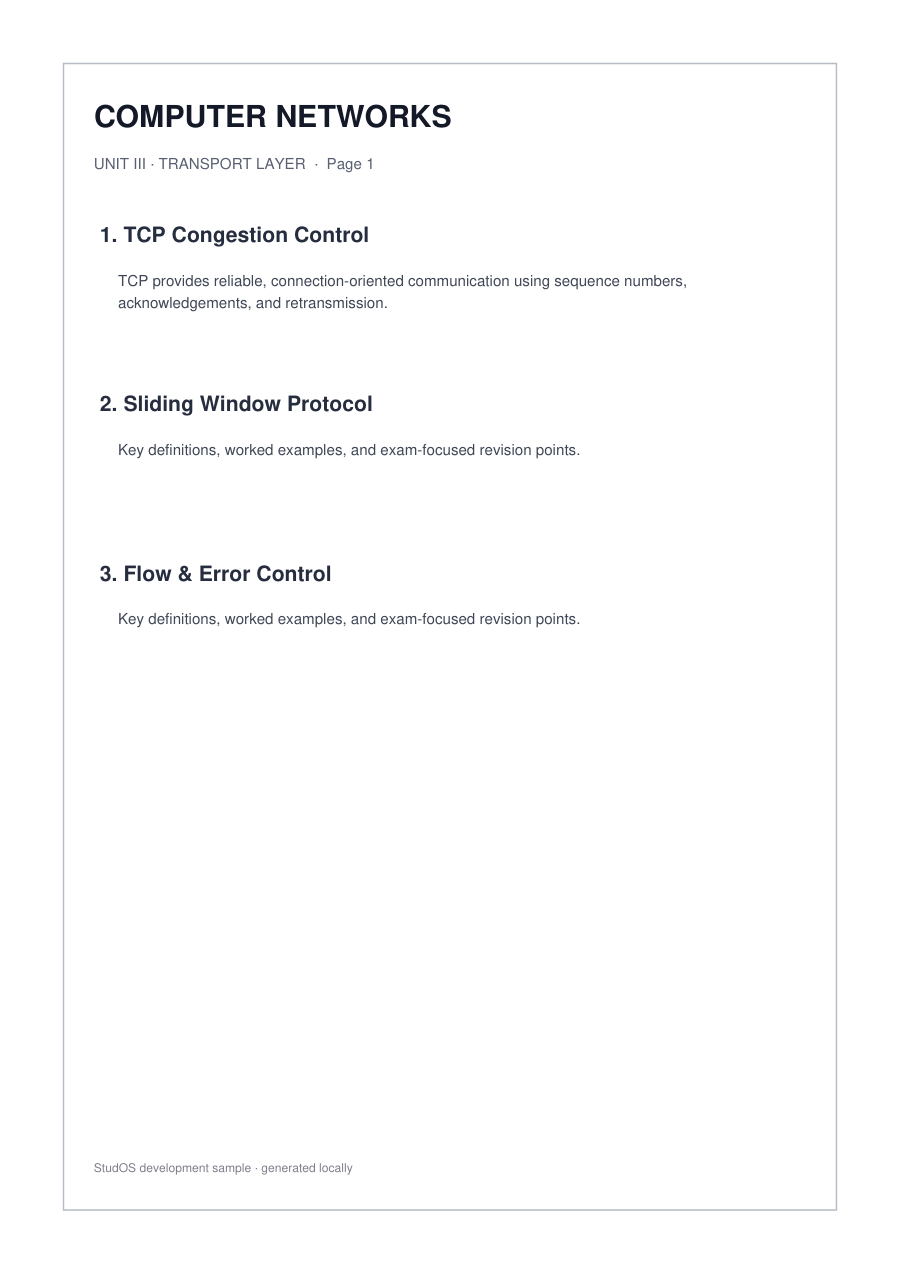 COMPUTER NETWORKS
UNIT III · TRANSPORT LAYER · Page 1
1. TCP Congestion Control
TCP provides reliable, connection-oriented communication using sequence numbers,
acknowledgements, and retransmission.
2. Sliding Window Protocol
Key definitions, worked examples, and exam-focused revision points.
3. Flow & Error Control
Key definitions, worked examples, and exam-focused revision points.
StudOS development sample · generated locally